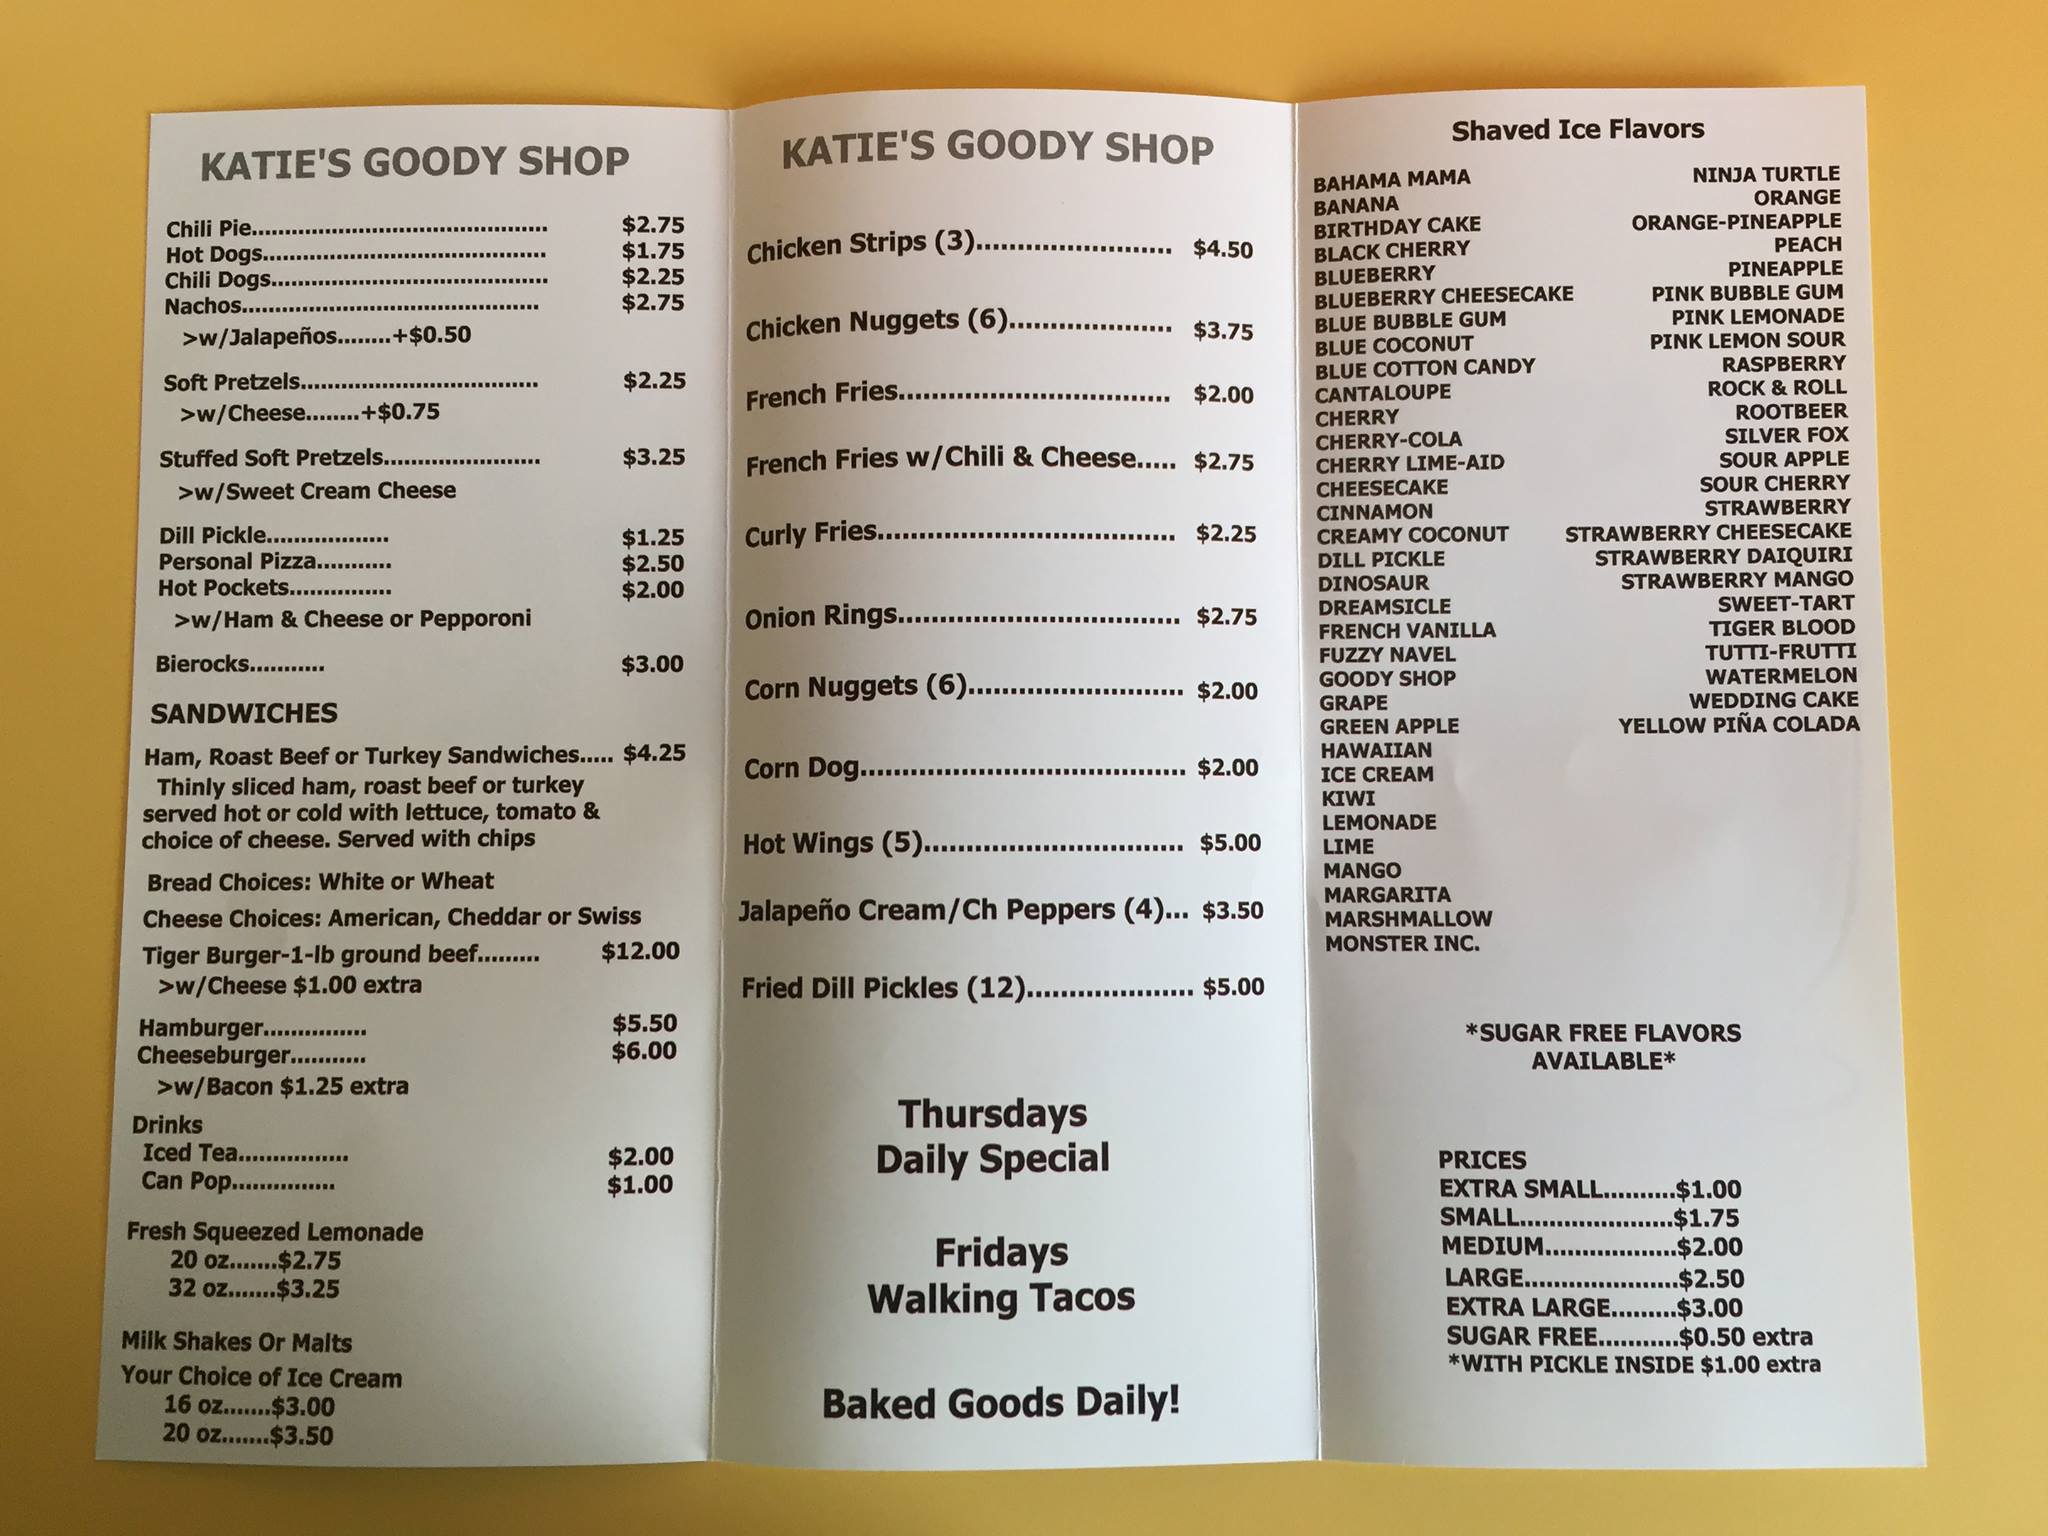 KATIE'S GOODY SHOP
Chili Pie............................................ $2.75
Hot Dogs.......................................... $1.75
Chili Dogs......................................... $2.25
Nachos............................................ $2.75
>w/Jalapeños........+$0.50
Soft Pretzels.................................... $2.25
>w/Cheese........+$0.75
Stuffed Soft Pretzels....................... $3.25
>w/Sweet Cream Cheese
Dill Pickle.................. $1.25
Personal Pizza........... $2.50
Hot Pockets............... $2.00
>w/Ham & Cheese or Pepporoni
Bierocks........... $3.00
SANDWICHES
Ham, Roast Beef or Turkey Sandwiches..... $4.25
Thinly sliced ham, roast beef or turkey
served hot or cold with lettuce, tomato &
choice of cheese. Served with chips
Bread Choices: White or Wheat
Cheese Choices: American, Cheddar or Swiss
Tiger Burger-1-lb ground beef......... $12.00
>w/Cheese $1.00 extra
Hamburger............... $5.50
Cheeseburger........... $6.00
>w/Bacon $1.25 extra
Drinks
Iced Tea................ $2.00
Can Pop............... $1.00
Fresh Squeezed Lemonade
20 oz.......$2.75
32 oz.......$3.25
Milk Shakes Or Malts
Your Choice of Ice Cream
16 oz.......$3.00
20 oz.......$3.50
KATIE'S GOODY SHOP
Chicken Strips (3)....................... $4.50
Chicken Nuggets (6)................... $3.75
French Fries................................ $2.00
French Fries w/Chili & Cheese..... $2.75
Curly Fries................................... $2.25
Onion Rings................................. $2.75
Corn Nuggets (6)......................... $2.00
Corn Dog...................................... $2.00
Hot Wings (5)............................... $5.00
Jalapeño Cream/Ch Peppers (4)... $3.50
Fried Dill Pickles (12).................... $5.00
Thursdays
Daily Special
Fridays
Walking Tacos
Baked Goods Daily!
Shaved Ice Flavors
BAHAMA MAMA
BANANA
BIRTHDAY CAKE
BLACK CHERRY
BLUEBERRY
BLUEBERRY CHEESECAKE
BLUE BUBBLE GUM
BLUE COCONUT
BLUE COTTON CANDY
CANTALOUPE
CHERRY
CHERRY-COLA
CHERRY LIME-AID
CHEESECAKE
CINNAMON
CREAMY COCONUT
DILL PICKLE
DINOSAUR
DREAMSICLE
FRENCH VANILLA
FUZZY NAVEL
GOODY SHOP
GRAPE
GREEN APPLE
HAWAIIAN
ICE CREAM
KIWI
LEMONADE
LIME
MANGO
MARGARITA
MARSHMALLOW
MONSTER INC.
NINJA TURTLE
ORANGE
ORANGE-PINEAPPLE
PEACH
PINEAPPLE
PINK BUBBLE GUM
PINK LEMONADE
PINK LEMON SOUR
RASPBERRY
ROCK & ROLL
ROOTBEER
SILVER FOX
SOUR APPLE
SOUR CHERRY
STRAWBERRY
STRAWBERRY CHEESECAKE
STRAWBERRY DAIQUIRI
STRAWBERRY MANGO
SWEET-TART
TIGER BLOOD
TUTTI-FRUTTI
WATERMELON
WEDDING CAKE
YELLOW PIÑA COLADA
*SUGAR FREE FLAVORS
AVAILABLE*
PRICES
EXTRA SMALL..........$1.00
SMALL.....................$1.75
MEDIUM..................$2.00
LARGE.....................$2.50
EXTRA LARGE.........$3.00
SUGAR FREE...........$0.50 extra
*WITH PICKLE INSIDE $1.00 extra